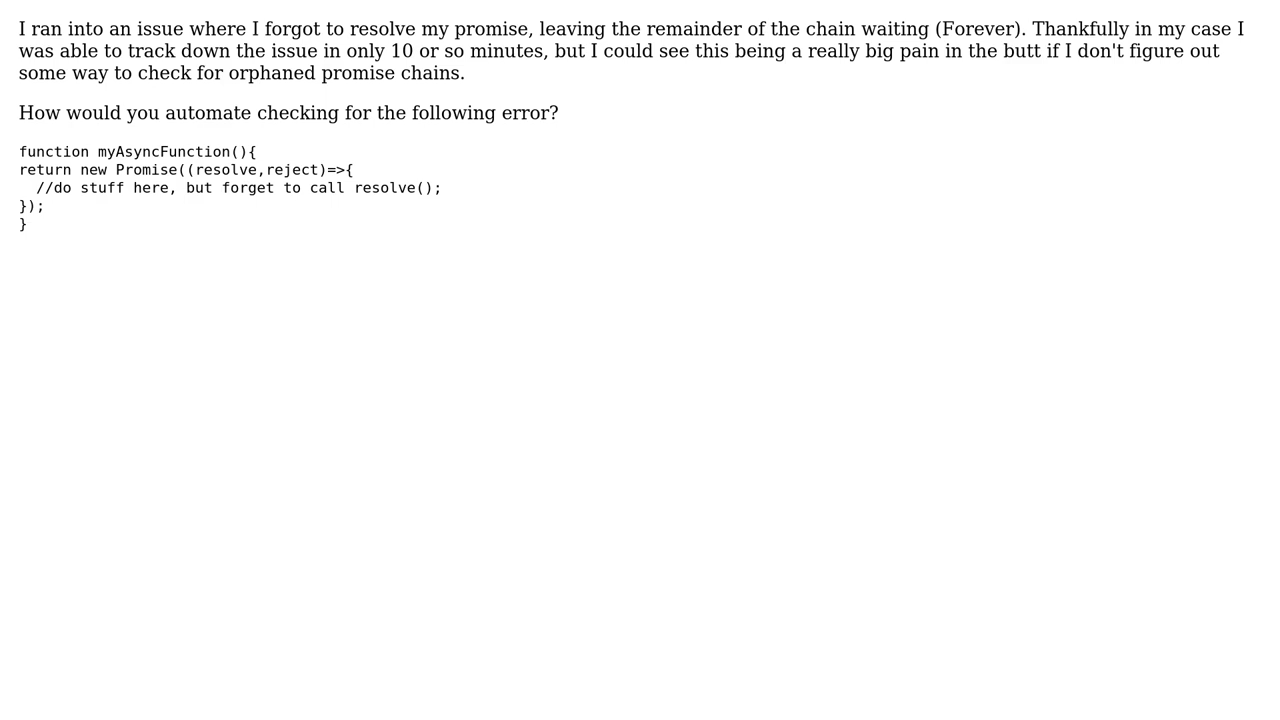 I ran into an issue where I forgot to resolve my promise, leaving the remainder of the chain waiting (Forever). Thankfully in my case I
was able to track down the issue in only 10 or so minutes, but I could see this being a really big pain in the butt if I don't figure out
some way to check for orphaned promise chains.
How would you automate checking for the following error?
function myAsyncFunction(){
return new Promise((resolve,reject)=>{
  //do stuff here, but forget to call resolve();
});
}